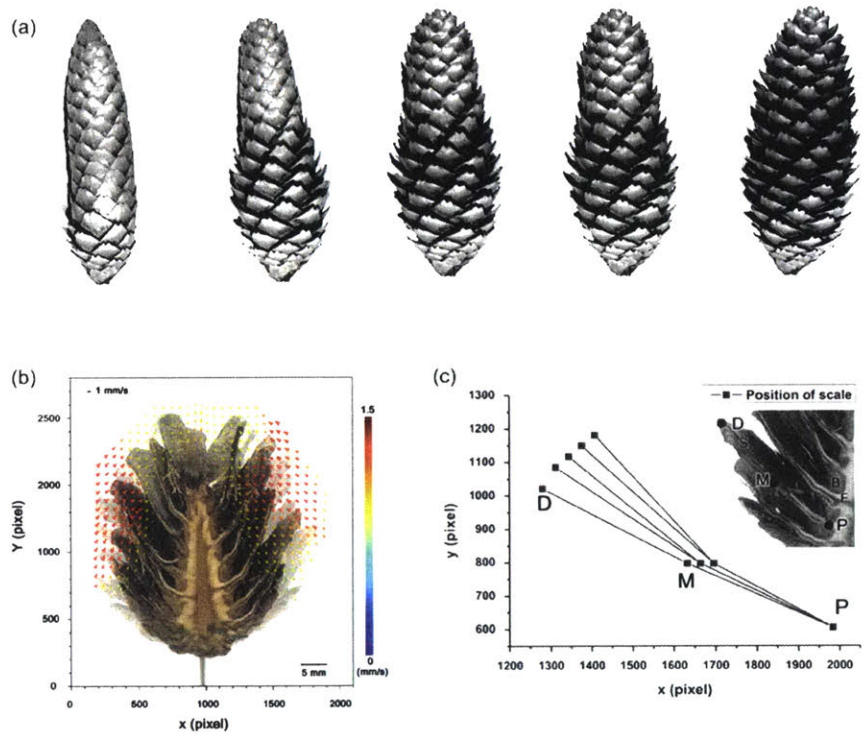 (a)
(b)
- 1 mm/s
1.5
0
(mm/s)
2500
2000
1000
1000
500
0
Y (pixel)
0 500 1000 1500 2000
x (pixel)
5 mm
(c)
1300
1200
1100
1000
900
800
700
600
y (pixel)
1200 1300 1400 1500 1600 1700 1800 1900 2000
x (pixel)
Position of scale
D
S
M
B
F
P
D
M
P